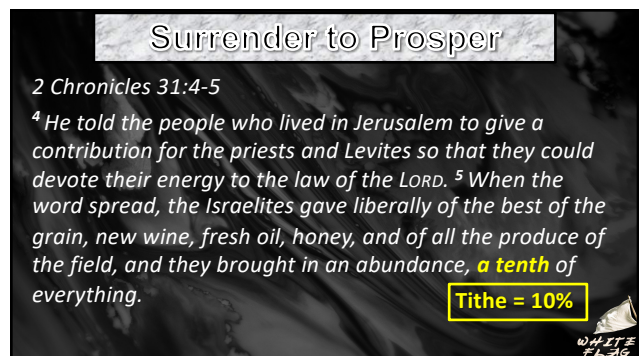 Surrender to Prosper
2 Chronicles 31:4-5
4 He told the people who lived in Jerusalem to give a
contribution for the priests and Levites so that they could
devote their energy to the law of the LORD. 5 When the
word spread, the Israelites gave liberally of the best of the
grain, new wine, fresh oil, honey, and of all the produce of
the field, and they brought in an abundance, a tenth of
everything.
Tithe = 10%
WHITE
FLAG